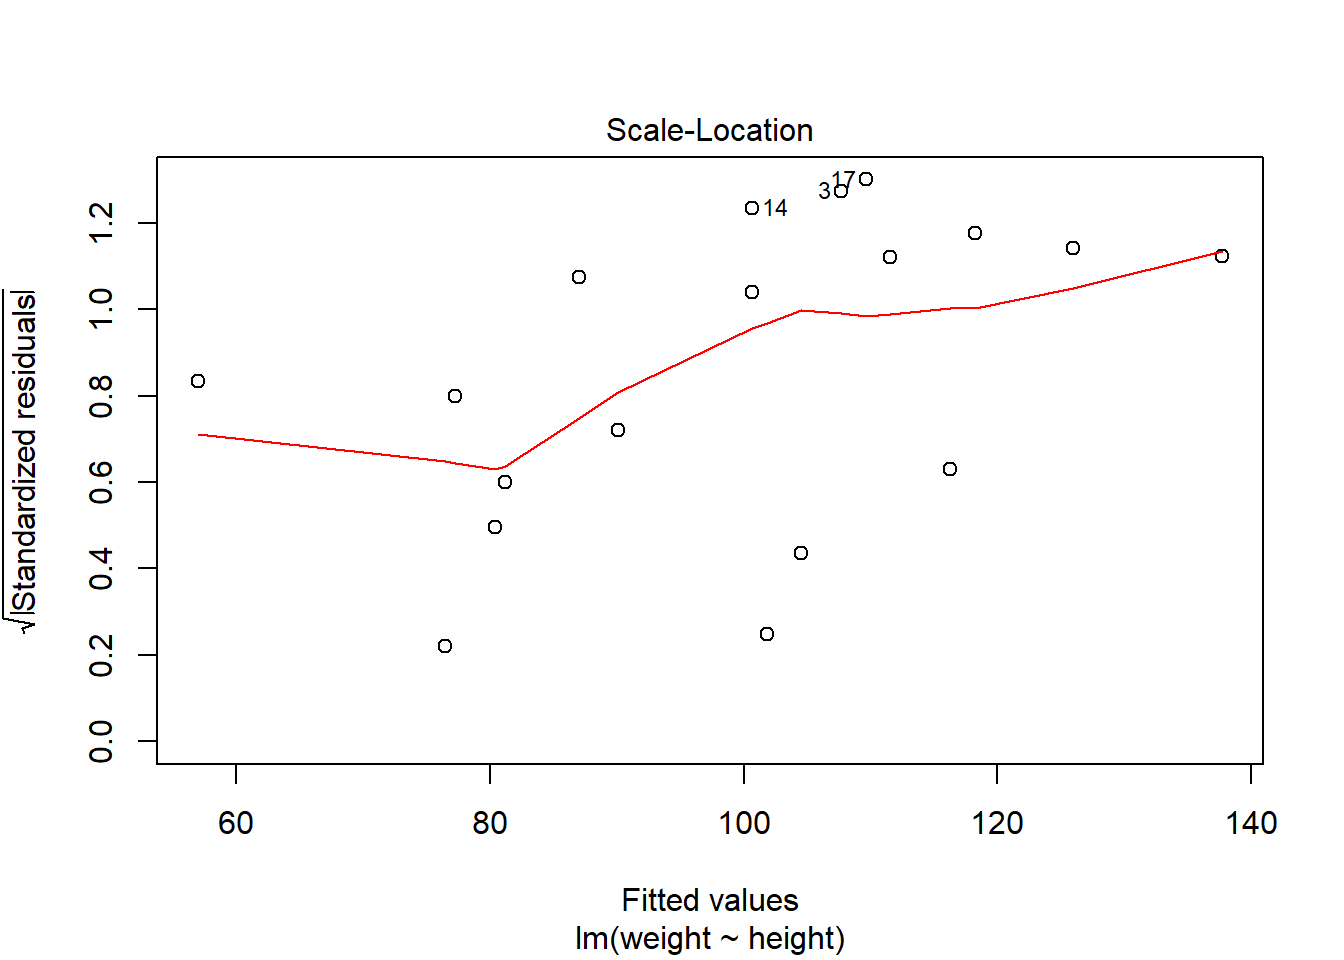 Scale-Location
√|Standardized residuals|
0.0 0.2 0.4 0.6 0.8 1.0 1.2
17
3
14
60 80 100 120 140
Fitted values
lm(weight ~ height)